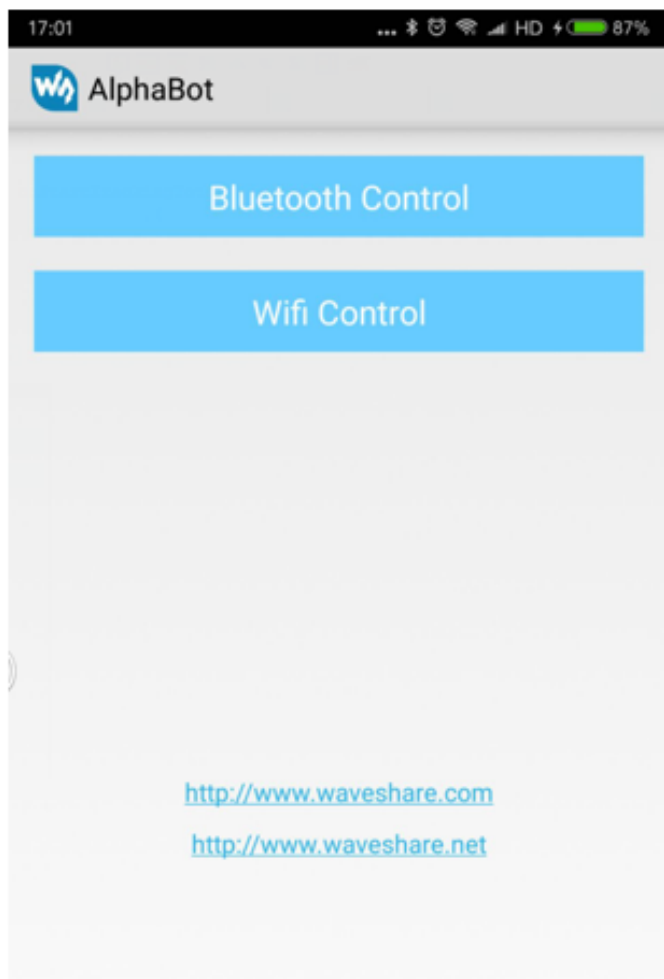 17:01 ... HD 87%
AlphaBot
Bluetooth Control
Wifi Control
http://www.waveshare.com
http://www.waveshare.net